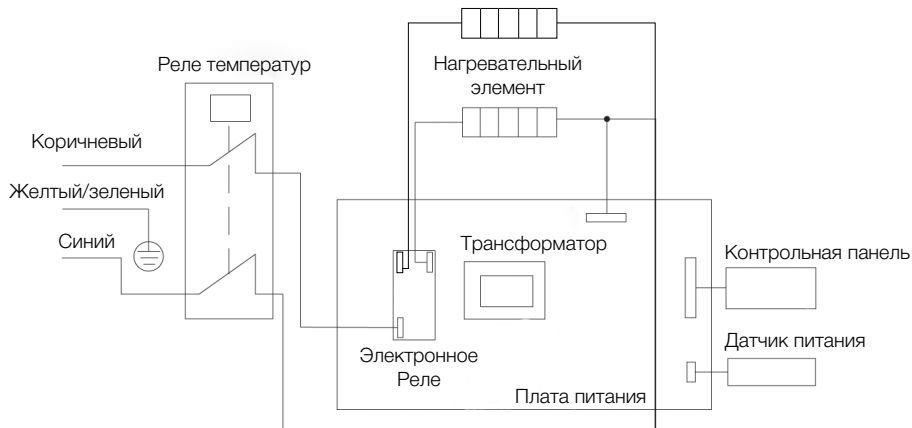 Нагревательный
элемент
Реле температур
Коричневый
Желтый/зеленый
Синий
Трансформатор
Контрольная панель
Датчик питания
Электронное
Реле
Плата питания